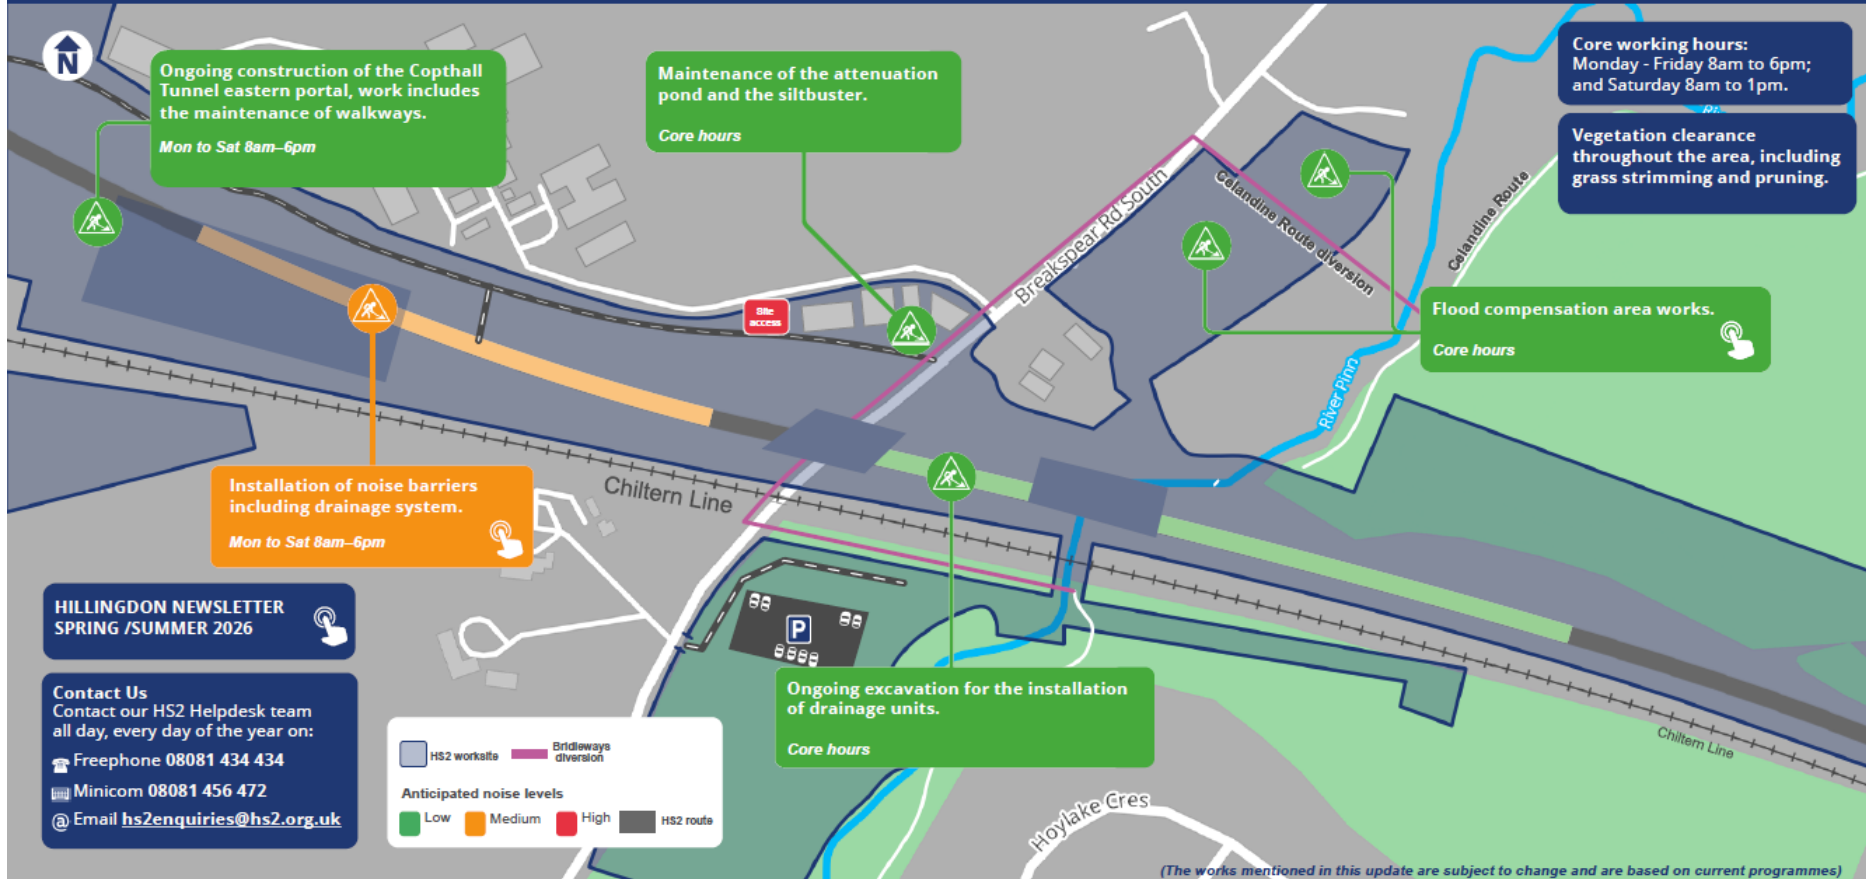 N
Ongoing construction of the Copthall
Tunnel eastern portal, work includes
the maintenance of walkways.
Mon to Sat 8am–6pm
Maintenance of the attenuation
pond and the siltbuster.
Core hours
Core working hours:
Monday - Friday 8am to 6pm;
and Saturday 8am to 1pm.
Vegetation clearance
throughout the area, including
grass strimming and pruning.
Breakspear Rd South
Celandine Route diversion
Celandine Route
Site
access
Flood compensation area works.
Core hours
River Pinn
Installation of noise barriers
including drainage system.
Mon to Sat 8am–6pm
Chiltern Line
HILLINGDON NEWSLETTER
SPRING /SUMMER 2026
P
Ongoing excavation for the installation
of drainage units.
Core hours
Contact Us
Contact our HS2 Helpdesk team
all day, every day of the year on:
Freephone 08081 434 434
Minicom 08081 456 472
@ Email hs2enquiries@hs2.org.uk
HS2 worksite
Bridleways
diversion
Anticipated noise levels
Low
Medium
High
HS2 route
Chiltern Line
Hoylake Cres
(The works mentioned in this update are subject to change and are based on current programmes)